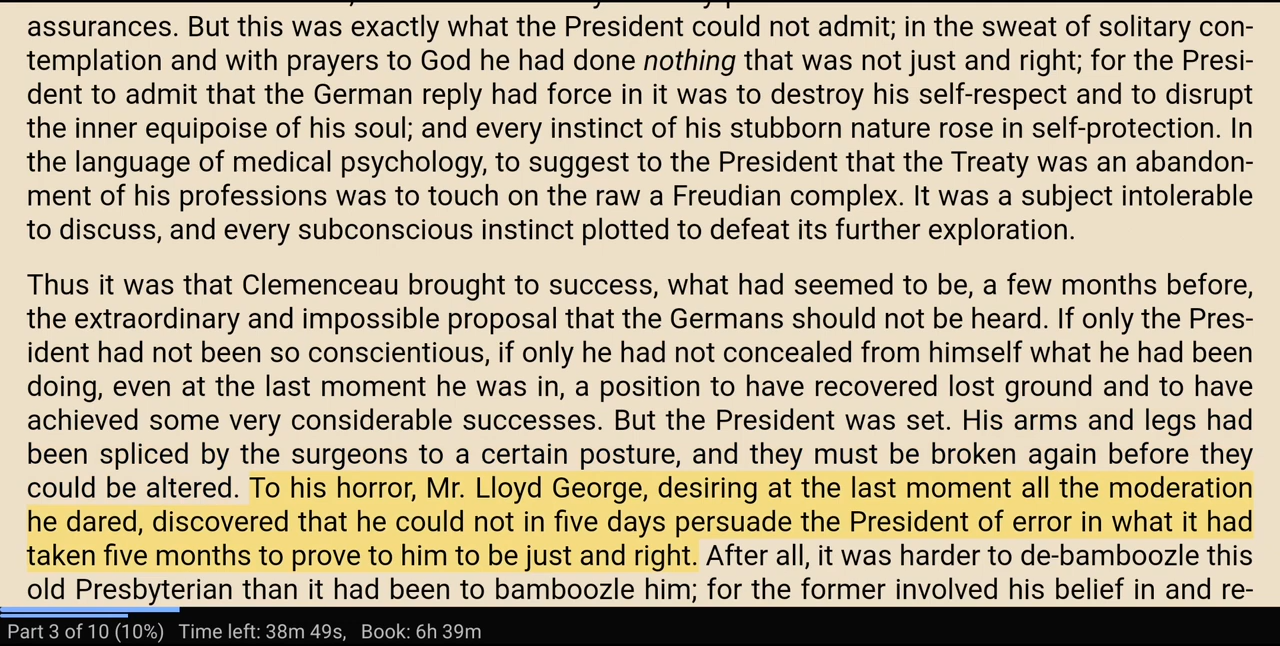 assurances. But this was exactly what the President could not admit; in the sweat of solitary con-
templation and with prayers to God he had done nothing that was not just and right; for the Presi-
dent to admit that the German reply had force in it was to destroy his self-respect and to disrupt
the inner equipoise of his soul; and every instinct of his stubborn nature rose in self-protection. In
the language of medical psychology, to suggest to the President that the Treaty was an abandon-
ment of his professions was to touch on the raw a Freudian complex. It was a subject intolerable
to discuss, and every subconscious instinct plotted to defeat its further exploration.
Thus it was that Clemenceau brought to success, what had seemed to be, a few months before,
the extraordinary and impossible proposal that the Germans should not be heard. If only the Pres-
ident had not been so conscientious, if only he had not concealed from himself what he had been
doing, even at the last moment he was in, a position to have recovered lost ground and to have
achieved some very considerable successes. But the President was set. His arms and legs had
been spliced by the surgeons to a certain posture, and they must be broken again before they
could be altered. To his horror, Mr. Lloyd George, desiring at the last moment all the moderation
he dared, discovered that he could not in five days persuade the President of error in what it had
taken five months to prove to him to be just and right. After all, it was harder to de-bamboozle this
old Presbyterian than it had been to bamboozle him; for the former involved his belief in and re-
Part 3 of 10 (10%) Time left: 38m 49s, Book: 6h 39m